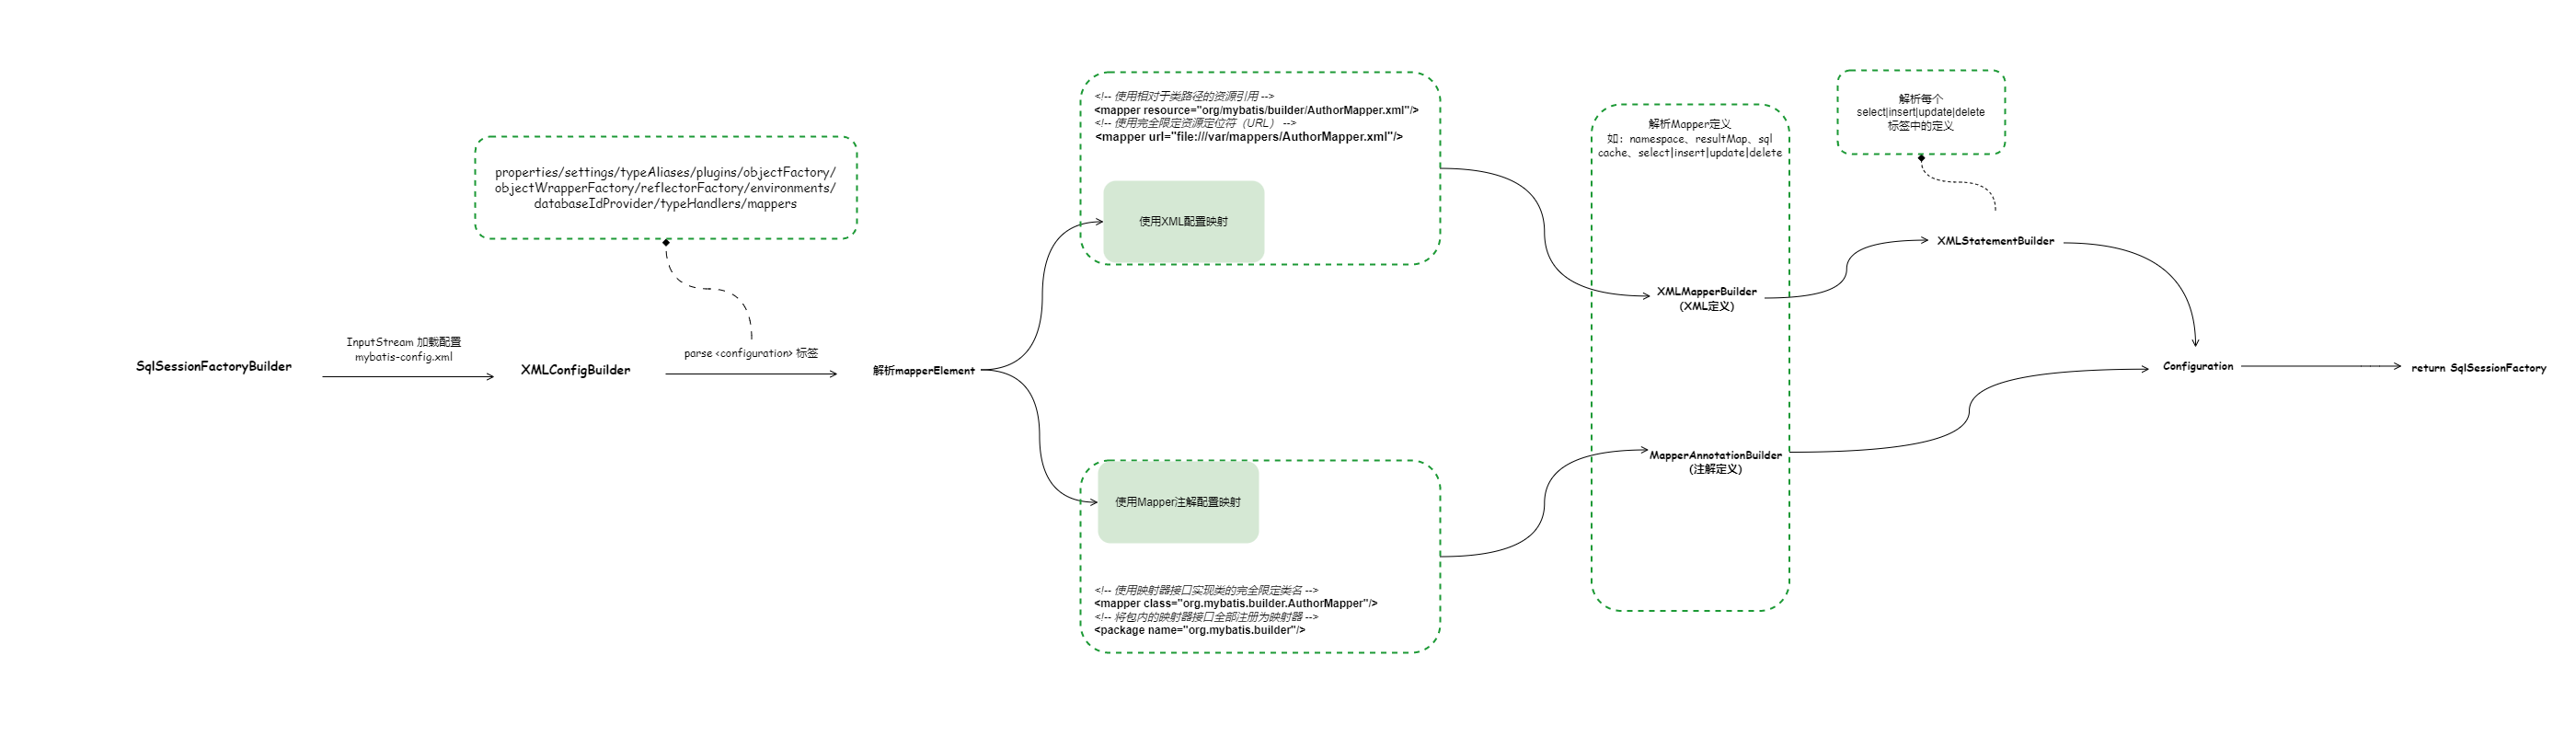 SqlSessionFactoryBuilder
InputStream 加载配置
mybatis-config.xml
XMLConfigBuilder
properties/settings/typeAliases/plugins/objectFactory/
objectWrapperFactory/reflectorFactory/environments/
databaseIdProvider/typeHandlers/mappers
parse <configuration> 标签
解析mapperElement
<!-- 使用相对于类路径的资源引用 -->
<mapper resource="org/mybatis/builder/AuthorMapper.xml"/>
<!-- 使用完全限定资源定位符（URL） -->
<mapper url="file:///var/mappers/AuthorMapper.xml"/>
使用XML配置映射
使用Mapper注解配置映射
<!-- 使用映射器接口实现类的完全限定类名 -->
<mapper class="org.mybatis.builder.AuthorMapper"/>
<!-- 将包内的映射器接口全部注册为映射器 -->
<package name="org.mybatis.builder"/>
解析Mapper定义
如：namespace、resultMap、sql
cache、select|insert|update|delete
XMLMapperBuilder
(XML定义)
MapperAnnotationBuilder
(注解定义)
解析每个
select|insert|update|delete
标签中的定义
XMLStatementBuilder
Configuration
return SqlSessionFactory